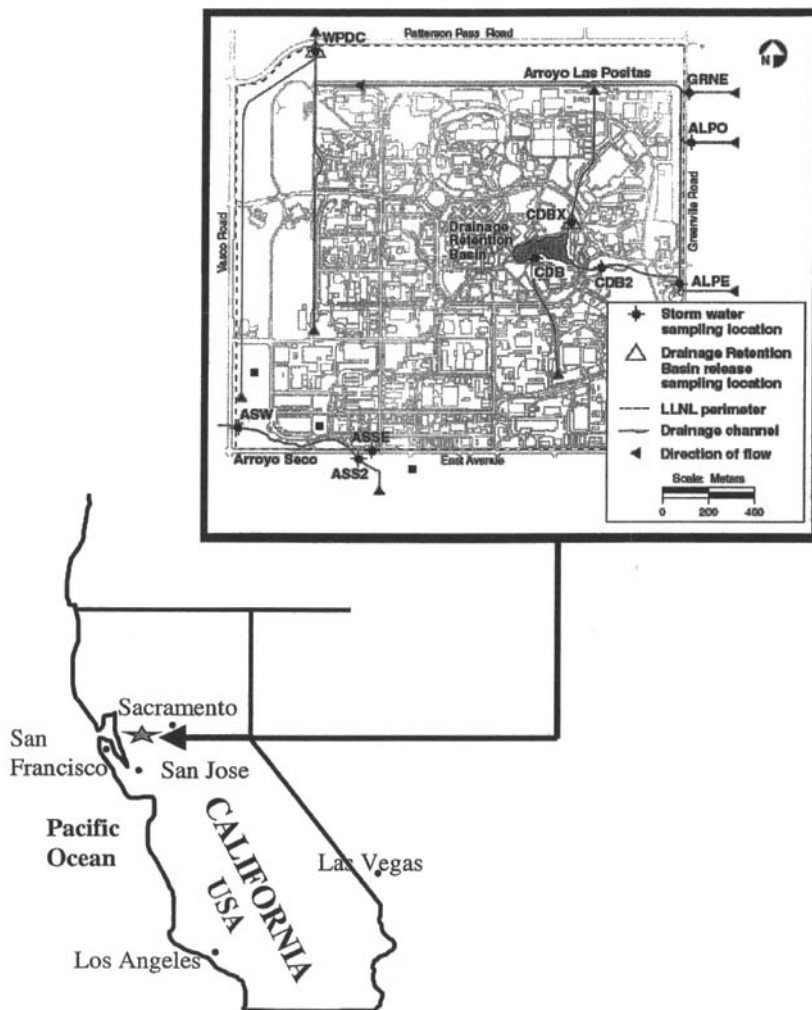 Patterson Pass Road
WPDC
N
Arroyo Las Positas
GRNE
ALPO
Vasco Road
Greenville Road
CDBX
Drainage
Retention
Basin
CDB
CDB2
ALPE
Storm water
sampling location
Drainage Retention
Basin release
sampling location
LLNL perimeter
Drainage channel
Direction of flow
Scale: Meters
0 200 400
ASW
ASSE
Arroyo Seco
East Avenue
ASS2
Sacramento
San
Francisco
San Jose
Pacific
Ocean
CALIFORNIA
USA
Las Vegas
Los Angeles